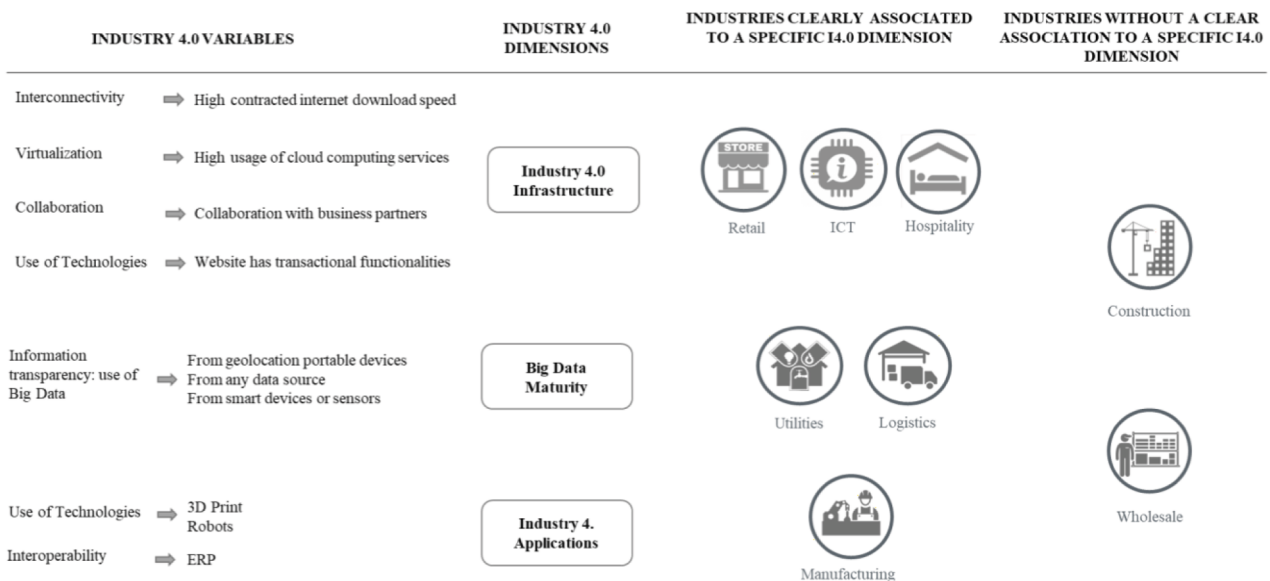 INDUSTRY 4.0 VARIABLES
INDUSTRY 4.0
DIMENSIONS
INDUSTRIES CLEARLY ASSOCIATED
TO A SPECIFIC I4.0 DIMENSION
INDUSTRIES WITHOUT A CLEAR
ASSOCIATION TO A SPECIFIC I4.0
DIMENSION
Interconnectivity
High contracted internet download speed
Virtualization
High usage of cloud computing services
Collaboration
Collaboration with business partners
Use of Technologies
Website has transactional functionalities
Industry 4.0
Infrastructure
STORE
Retail
ICT
Hospitality
Construction
Information
transparency: use of
Big Data
From geolocation portable devices
From any data source
From smart devices or sensors
Big Data
Maturity
Utilities
Logistics
Wholesale
Use of Technologies
3D Print
Robots
Interoperability
ERP
Industry 4.
Applications
Manufacturing